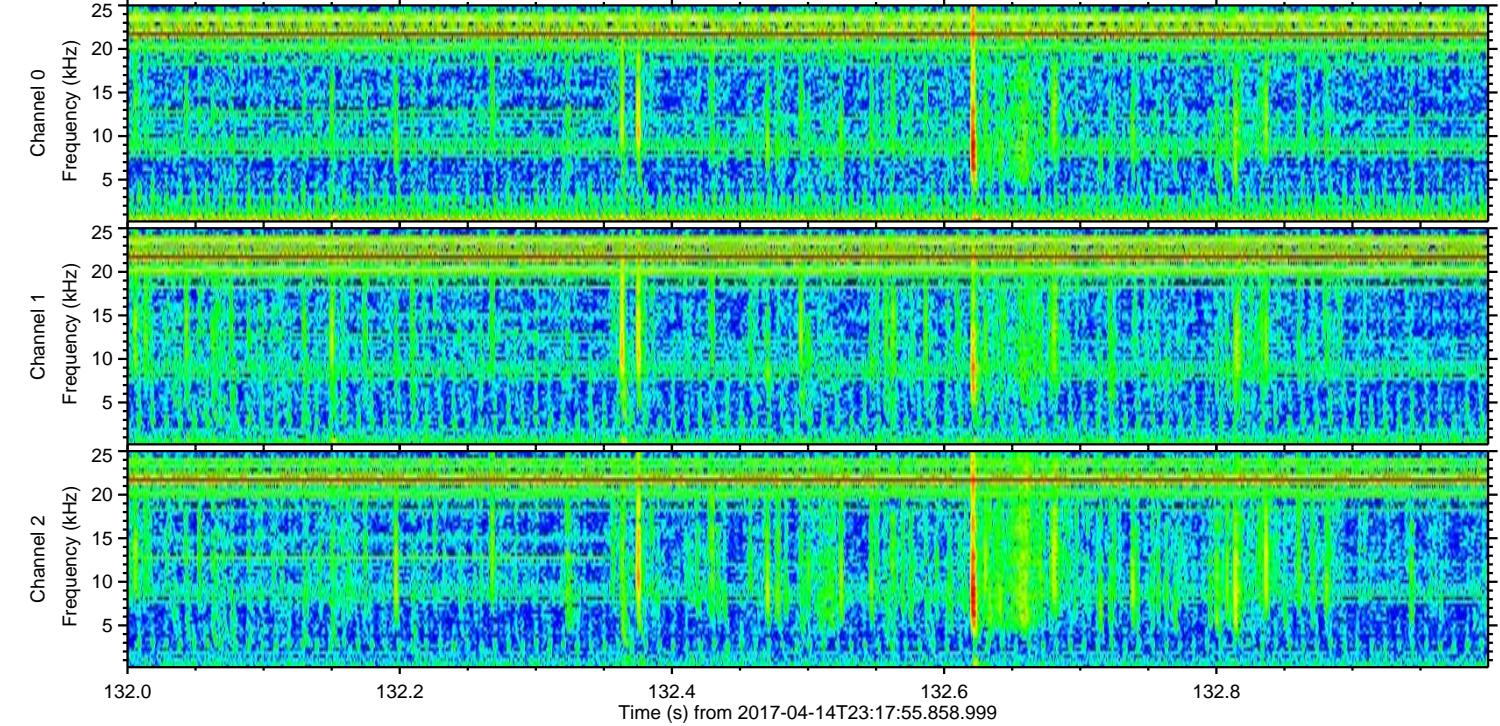 25
20
15
10
5
Channel 0
Frequency (kHz)
25
20
15
10
5
Channel 1
Frequency (kHz)
25
20
15
10
5
Channel 2
Frequency (kHz)
132.0 132.2 132.4 132.6 132.8
Time (s) from 2017-04-14T23:17:55.858.999